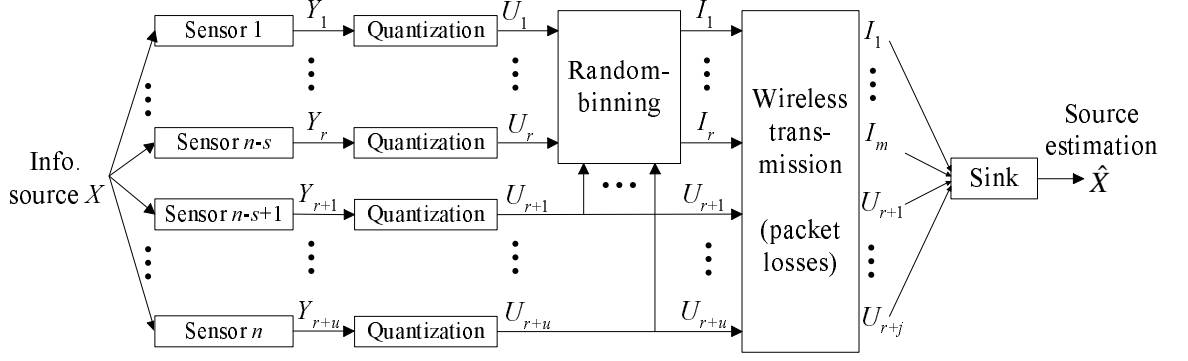 Info.
source X
Sensor 1
Y1
Quantization
U1
Sensor n-s
Yr
Quantization
Ur
Sensor n-s+1
Yr+1
Quantization
Ur+1
Sensor n
Yr+u
Quantization
Ur+u
Random-
binning
I1
Ir
Ur+1
Ur+u
Wireless
trans-
mission
(packet
losses)
I1
Im
Ur+1
Ur+j
Sink
Source
estimation
X̂